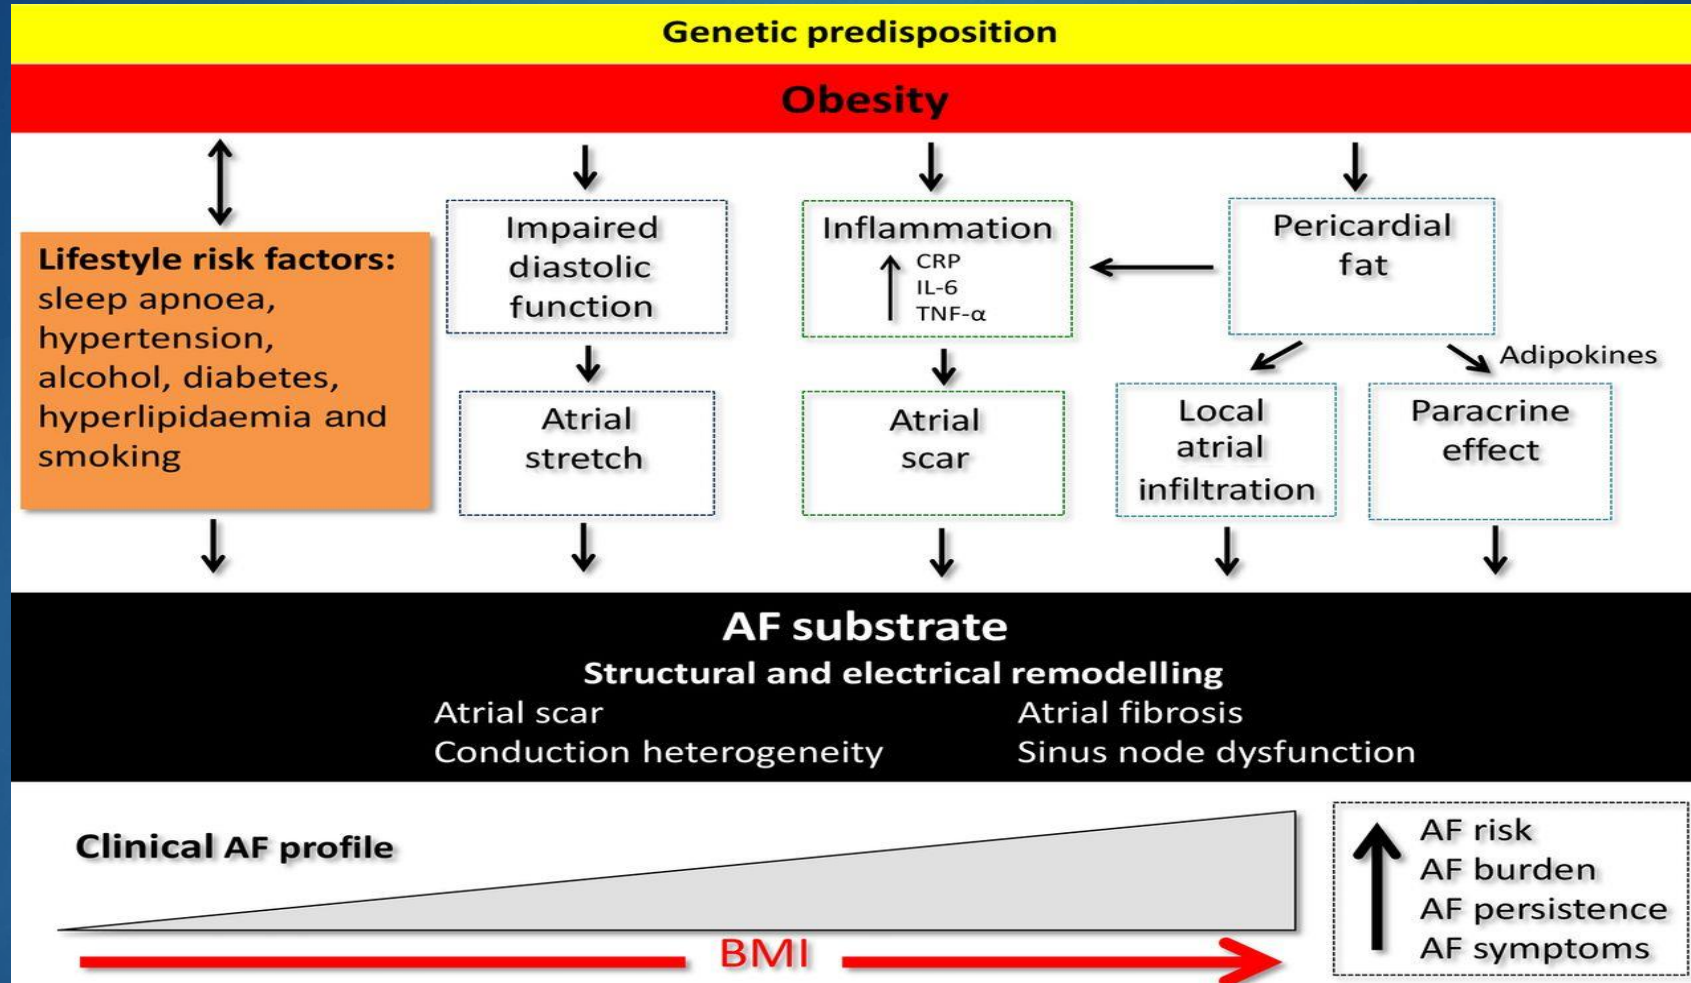 Genetic predisposition
Obesity
Lifestyle risk factors:
sleep apnoea,
hypertension,
alcohol, diabetes,
hyperlipidaemia and
smoking
Impaired
diastolic
function
Atrial
stretch
Inflammation
CRP
IL-6
TNF-α
Atrial
scar
Pericardial
fat
Adipokines
Local
atrial
infiltration
Paracrine
effect
AF substrate
Structural and electrical remodelling
Atrial scar
Atrial fibrosis
Conduction heterogeneity
Sinus node dysfunction
Clinical AF profile
BMI
AF risk
AF burden
AF persistence
AF symptoms